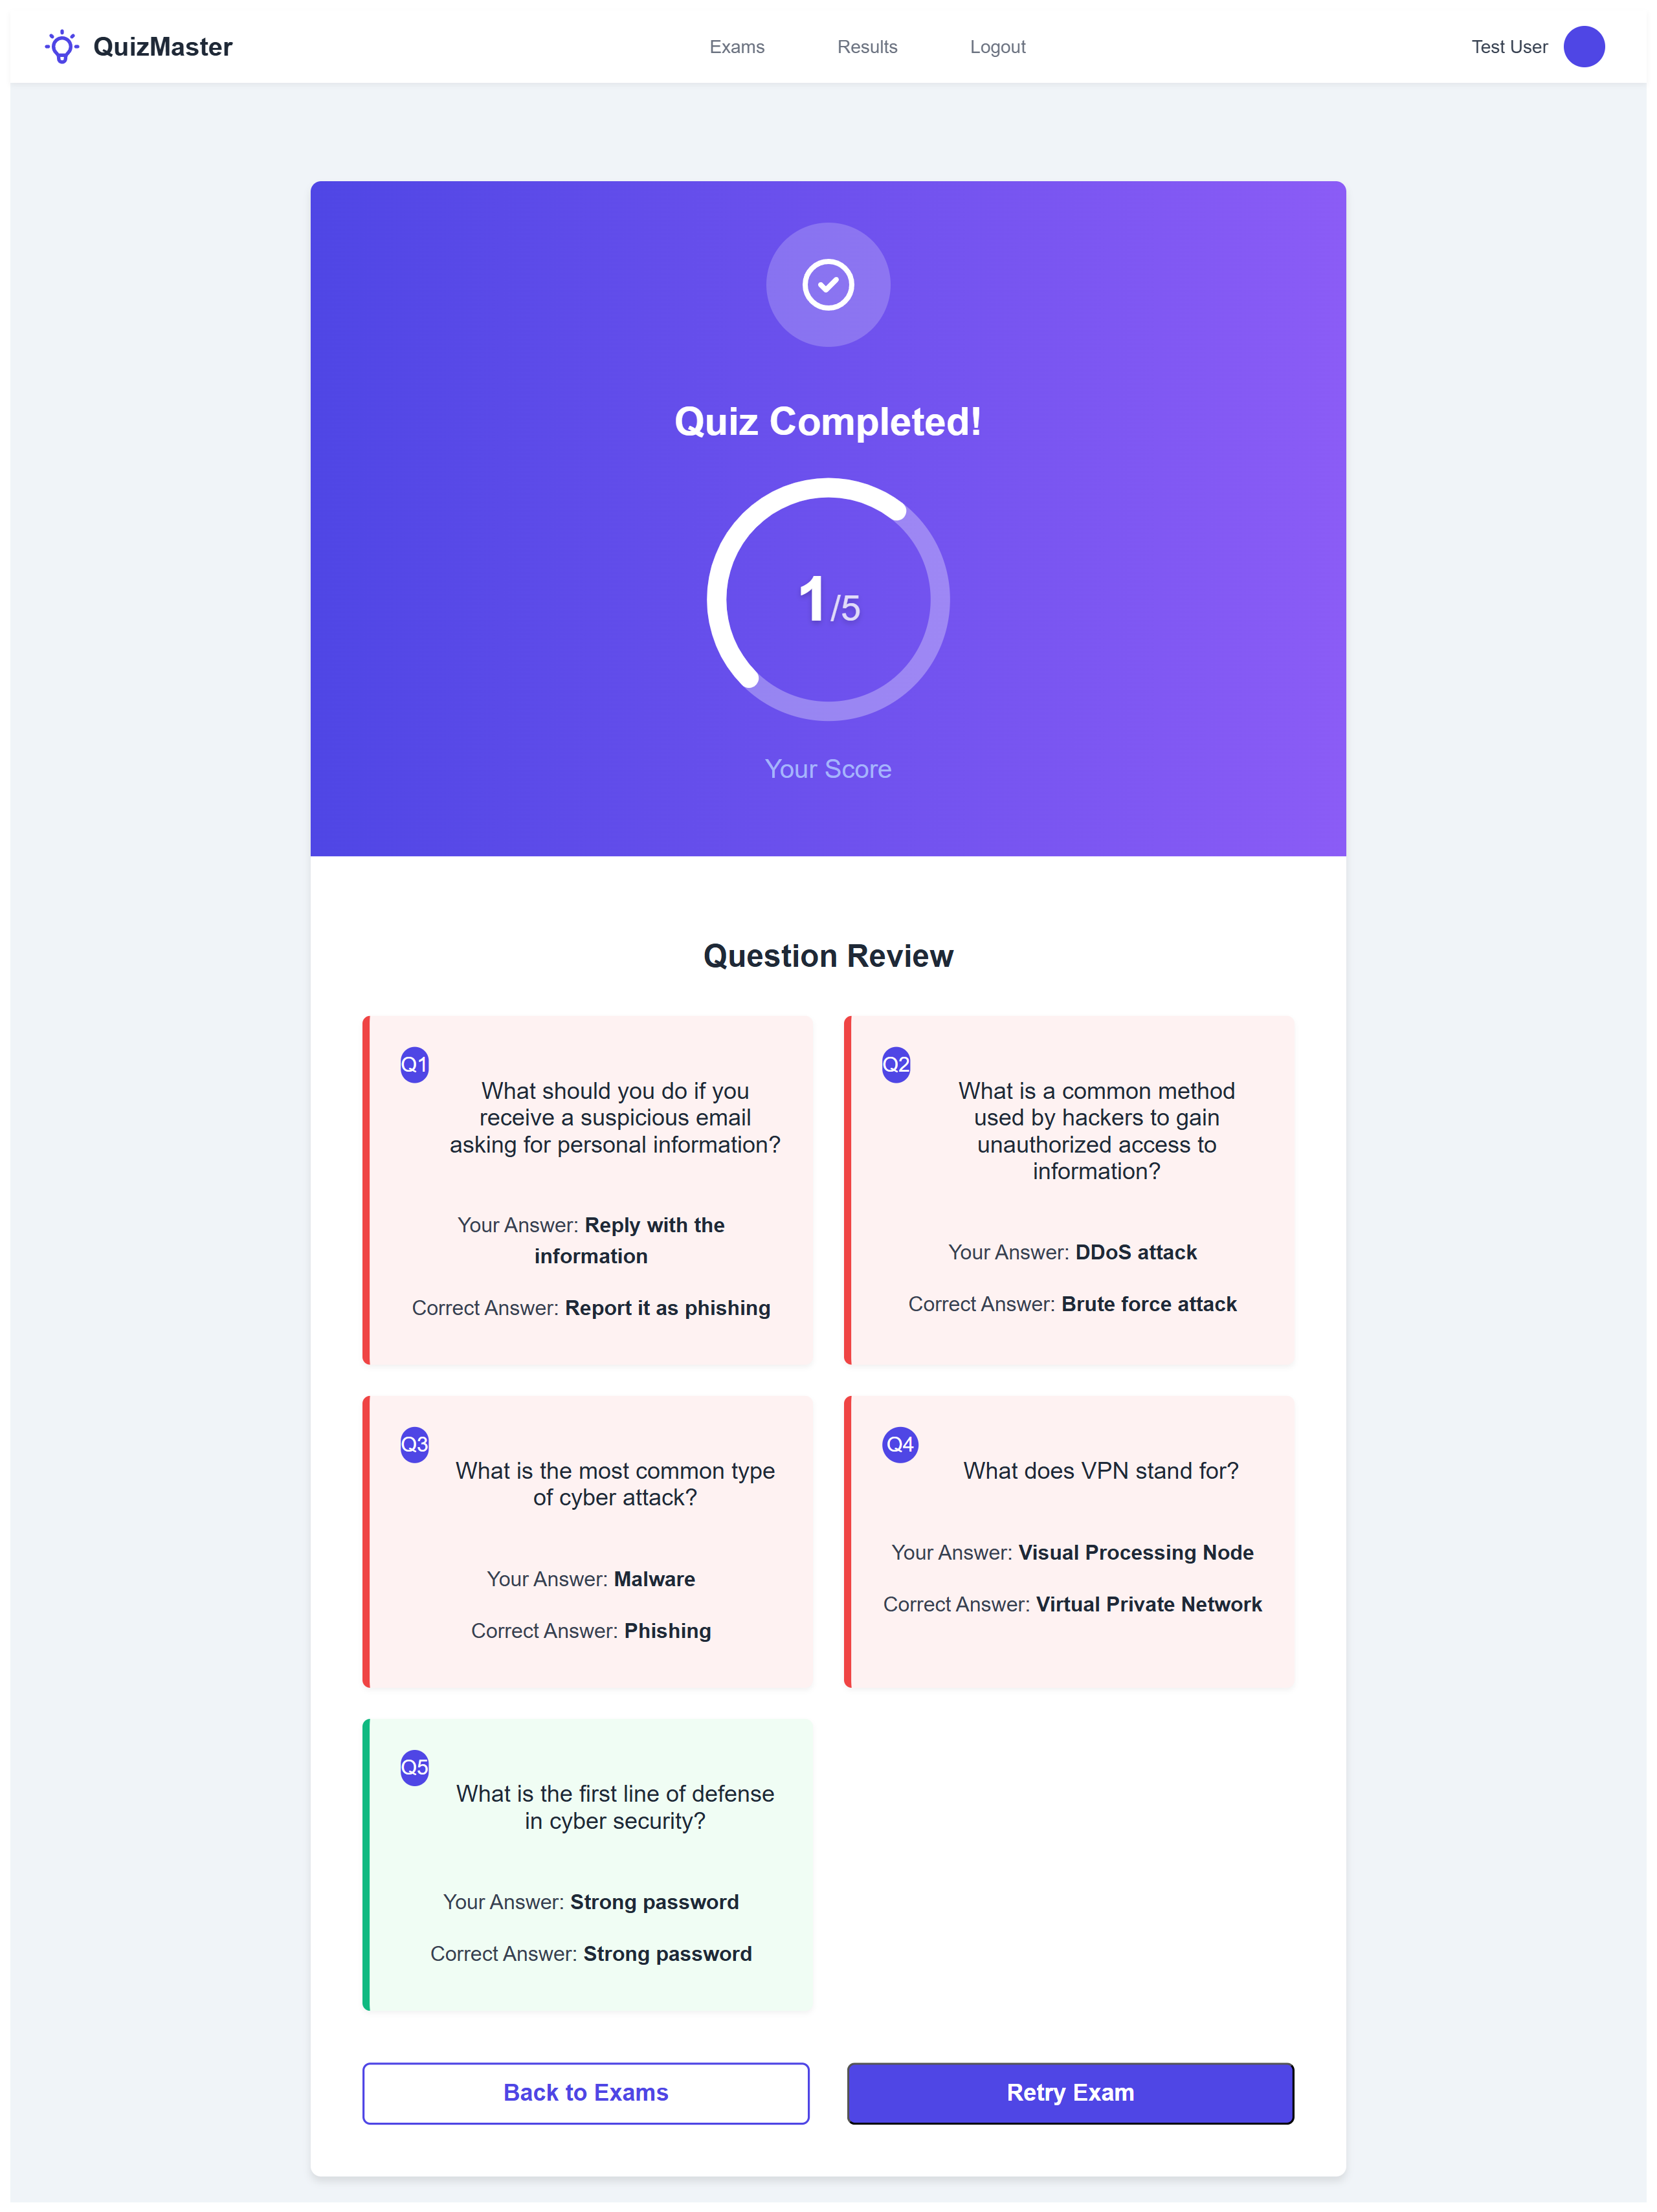 QuizMaster
Exams
Results
Logout
Test User
Quiz Completed!
1/5
Your Score
Question Review
Q1
What should you do if you
receive a suspicious email
asking for personal information?
Your Answer: Reply with the
information
Correct Answer: Report it as phishing
Q2
What is a common method
used by hackers to gain
unauthorized access to
information?
Your Answer: DDoS attack
Correct Answer: Brute force attack
Q3
What is the most common type
of cyber attack?
Your Answer: Malware
Correct Answer: Phishing
Q4
What does VPN stand for?
Your Answer: Visual Processing Node
Correct Answer: Virtual Private Network
Q5
What is the first line of defense
in cyber security?
Your Answer: Strong password
Correct Answer: Strong password
Back to Exams
Retry Exam